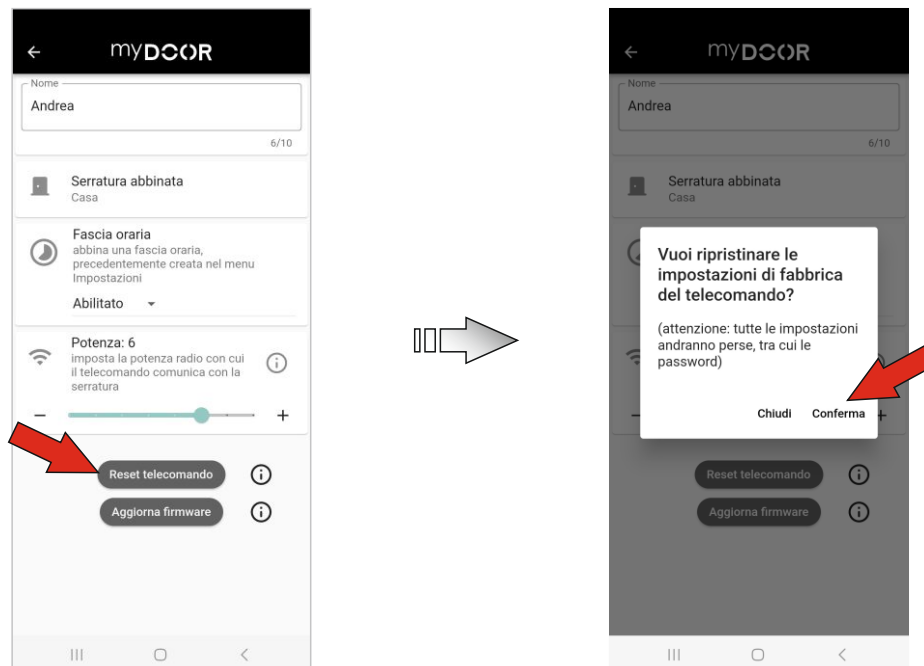 myDOOR
Nome
Andrea
6/10
Serratura abbinata
Casa
Fascia oraria
abbina una fascia oraria,
precedentemente creata nel menu
Impostazioni
Abilitato
Potenza: 6
imposta la potenza radio con cui
il telecomando comunica con la
serratura
− +
Reset telecomando
Aggiorna firmware
myDOOR
Nome
Andrea
6/10
Serratura abbinata
Casa
Vuoi ripristinare le
impostazioni di fabbrica
del telecomando?
(attenzione: tutte le impostazioni
andranno perse, tra cui le
password)
Chiudi Conferma
− +
Reset telecomando
Aggiorna firmware